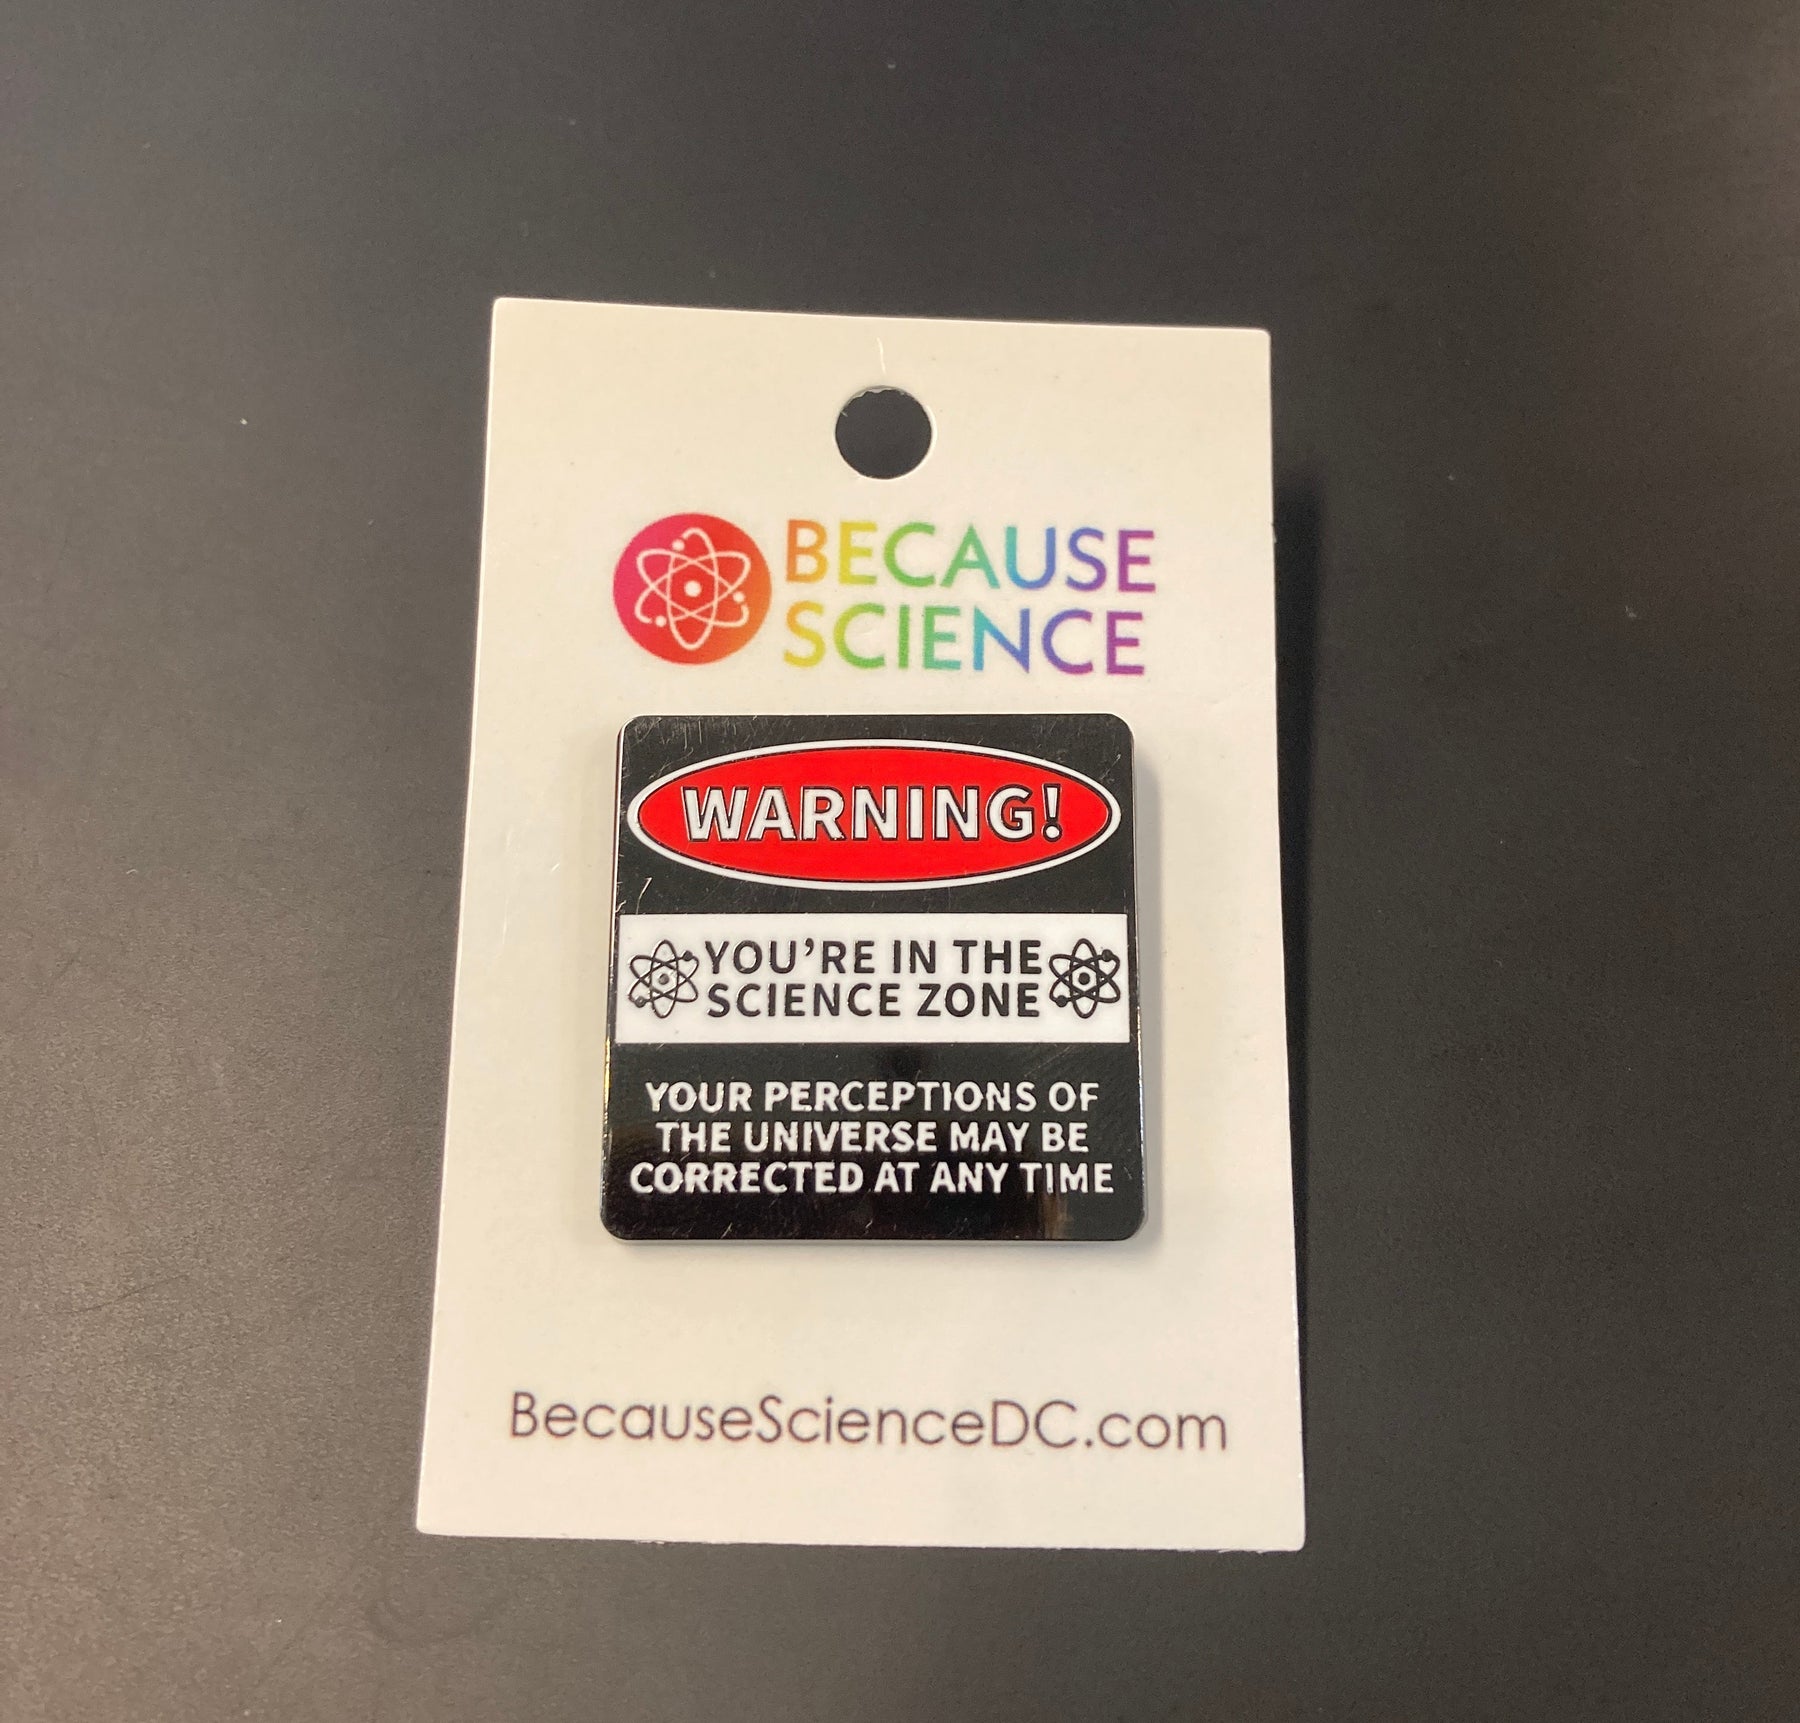 BECAUSE
SCIENCE
WARNING!
YOU'RE IN THE
SCIENCE ZONE
YOUR PERCEPTIONS OF
THE UNIVERSE MAY BE
CORRECTED AT ANY TIME
BecauseScienceDC.com